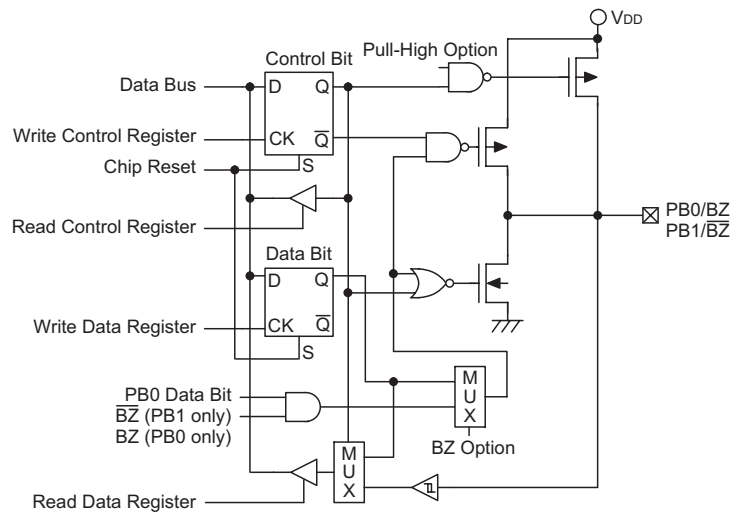 VDD
Pull-High Option
Control Bit
Data Bus
D
Q
Write Control Register
CK
Q
Chip Reset
S
Read Control Register
PB0/BZ
PB1/BZ
Data Bit
D
Q
Write Data Register
CK
Q
S
PB0 Data Bit
BZ (PB1 only)
BZ (PB0 only)
M
U
X
BZ Option
M
U
X
Read Data Register